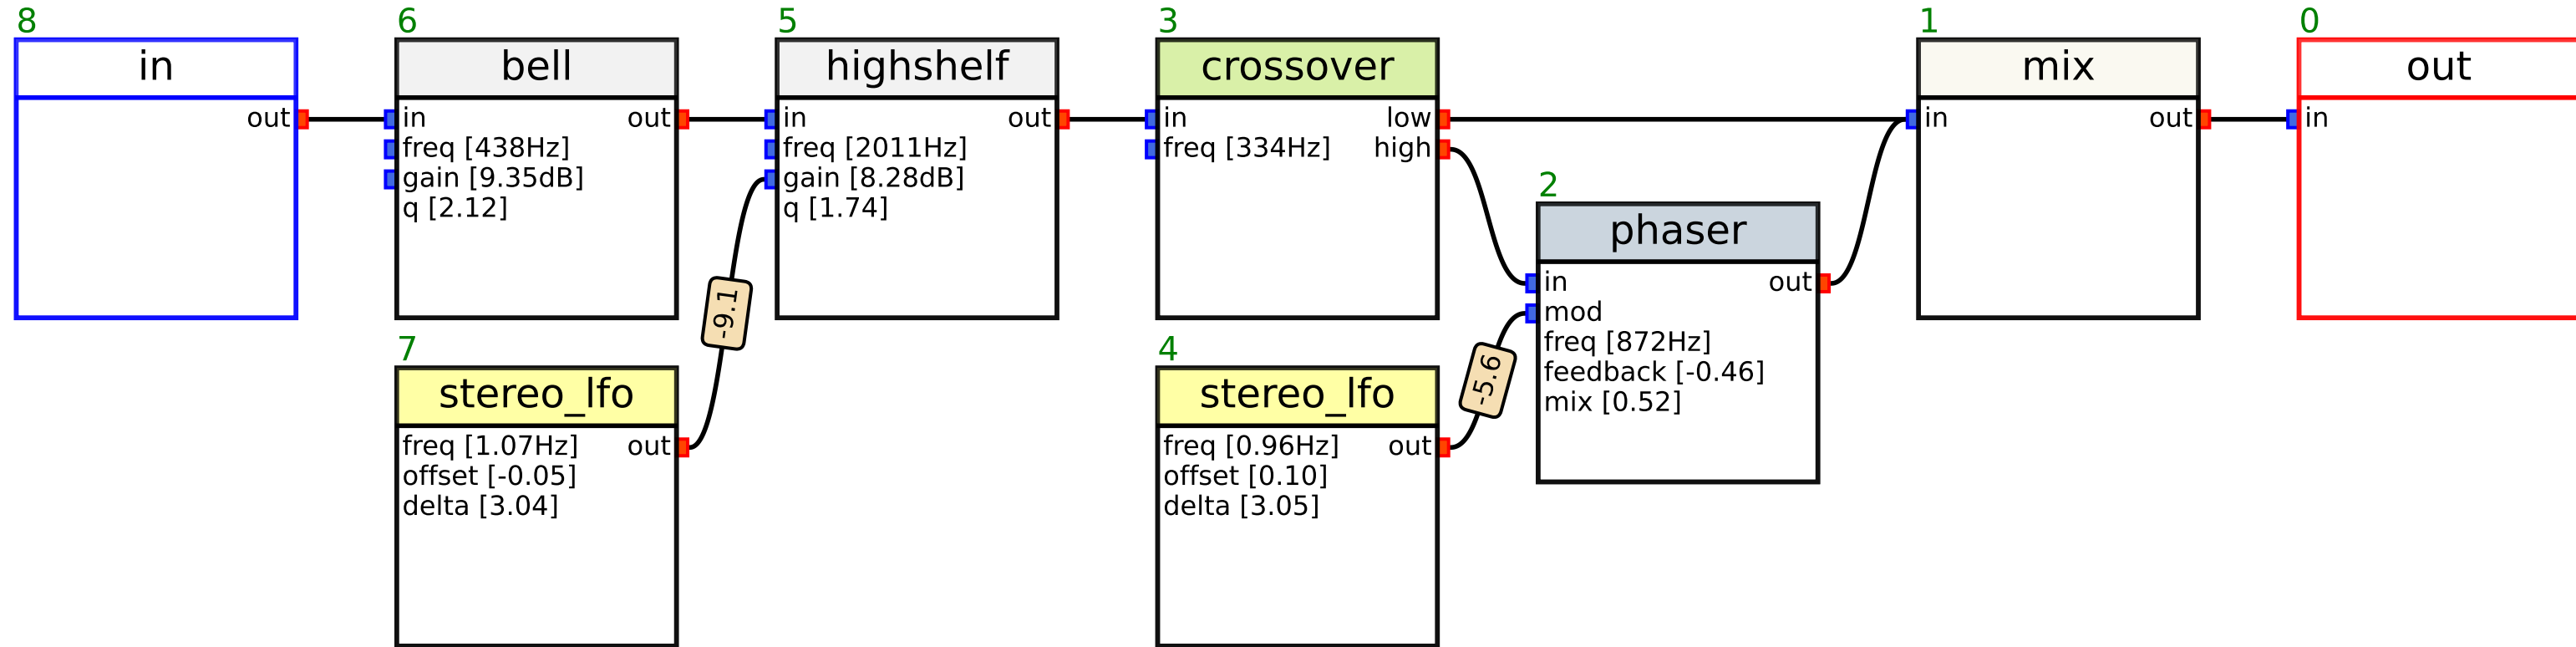 8
in
out
6
bell
in out
freq [438Hz]
gain [9.35dB]
q [2.12]
5
highshelf
in out
freq [2011Hz]
gain [8.28dB]
q [1.74]
3
crossover
in low
freq [334Hz] high
1
mix
in out
0
out
in
2
phaser
in out
mod
freq [872Hz]
feedback [-0.46]
mix [0.52]
-9.1
-5.6
7
stereo_lfo
freq [1.07Hz] out
offset [-0.05]
delta [3.04]
4
stereo_lfo
freq [0.96Hz] out
offset [0.10]
delta [3.05]